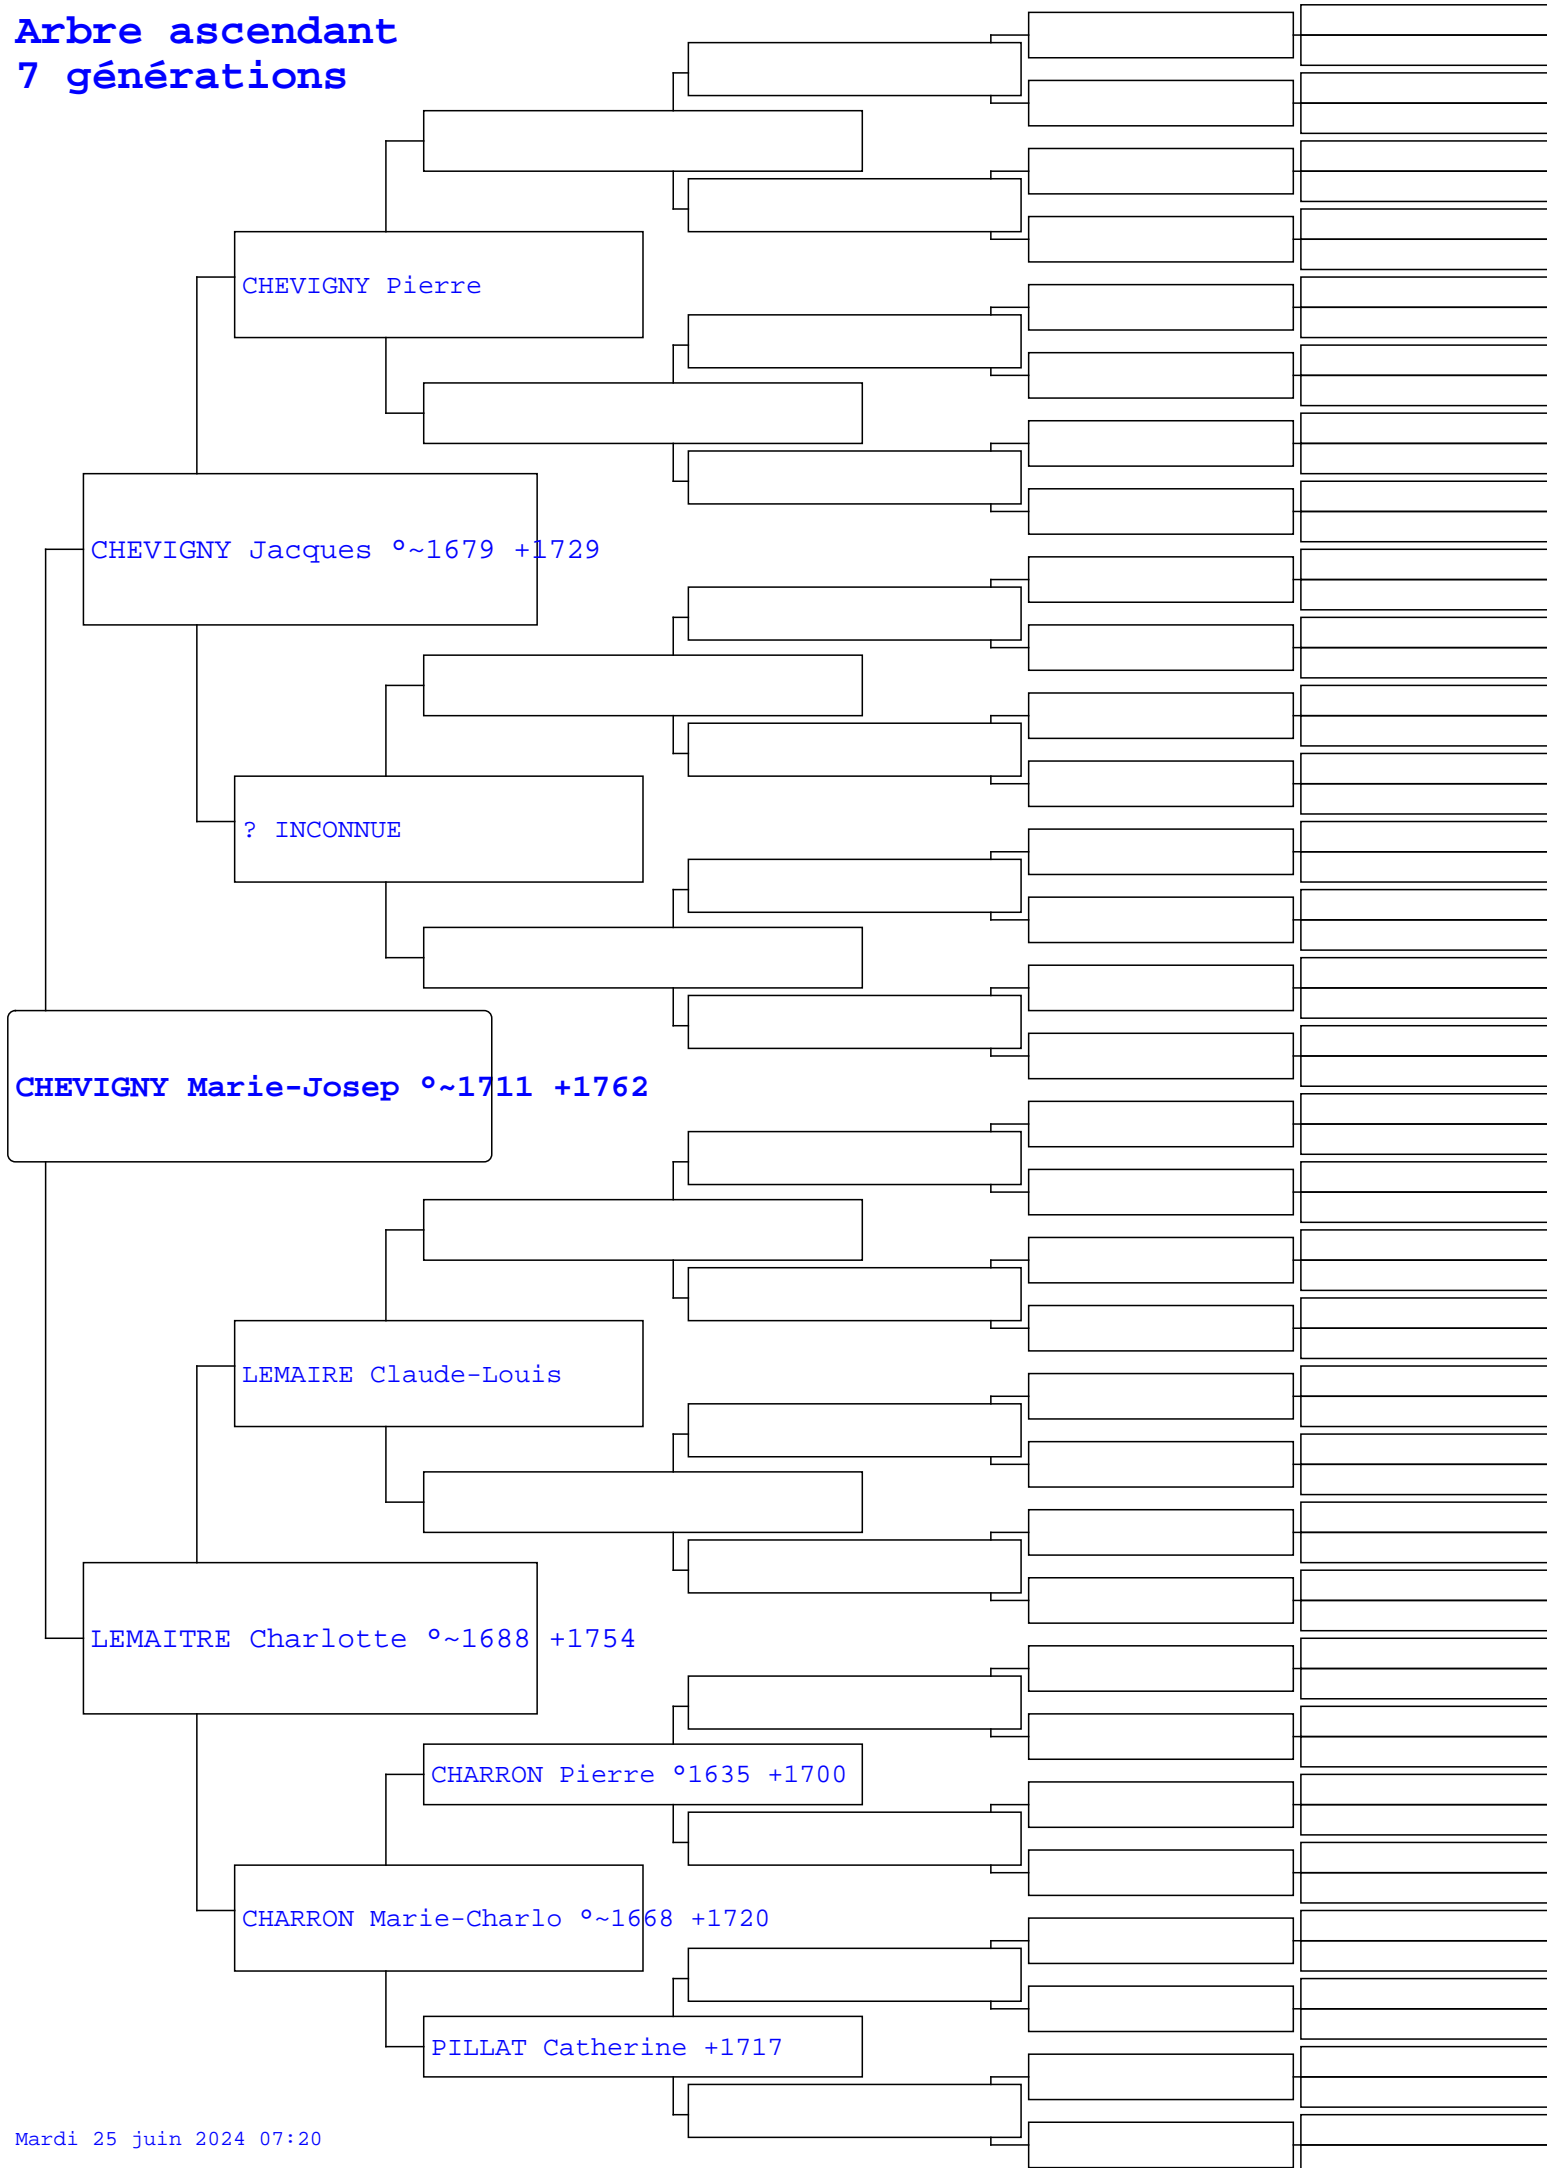 Arbre ascendant
7 générations
CHEVIGNY Pierre
CHEVIGNY Jacques °~1679 +1729
? INCONNUE
CHEVIGNY Marie-Josep °~1711 +1762
LEMAIRE Claude-Louis
LEMAITRE Charlotte °~1688 +1754
CHARRON Pierre °1635 +1700
CHARRON Marie-Charlo °~1668 +1720
PILLAT Catherine +1717
Mardi 25 juin 2024 07:20